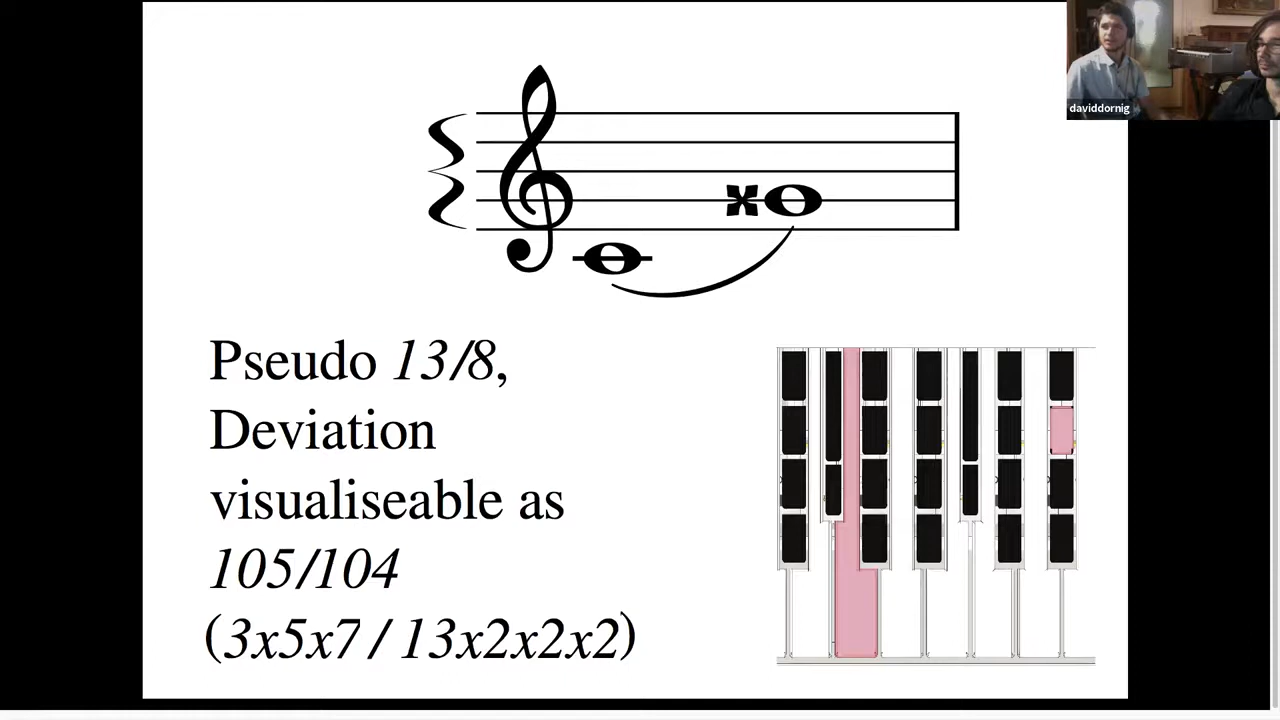 daviddornig
Pseudo 13/8,
Deviation
visualiseable as
105/104
(3x5x7 / 13x2x2x2)